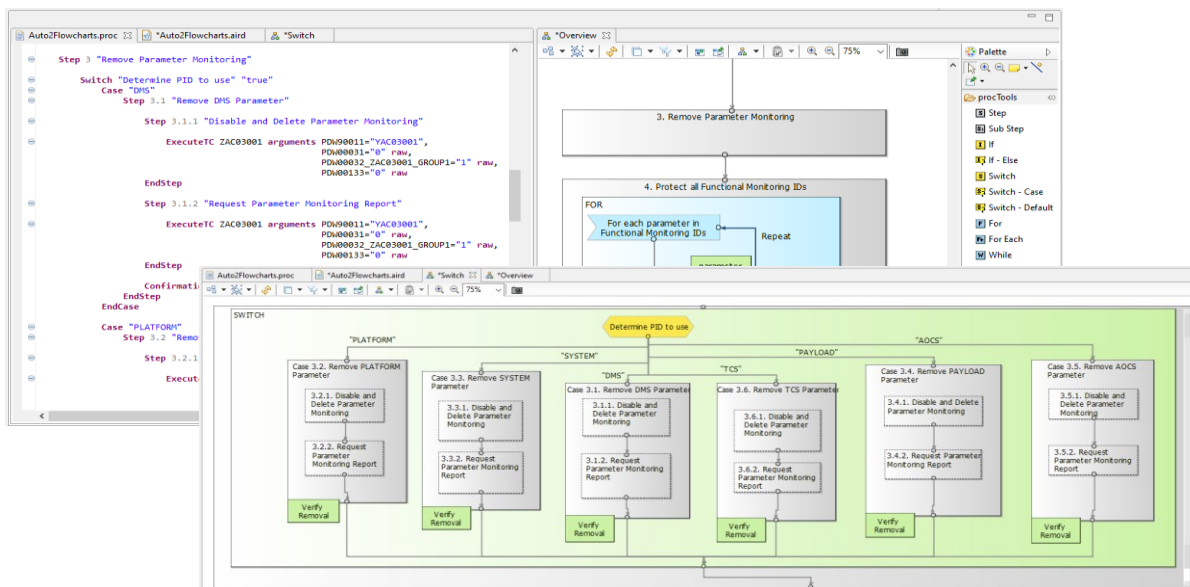 Auto2Flowcharts.proc
*Auto2Flowcharts.aird
*Switch
Step 3 "Remove Parameter Monitoring"
Switch "Determine PID to use" "true"
Case "DMS"
Step 3.1 "Remove DMS Parameter"
Step 3.1.1 "Disable and Delete Parameter Monitoring"
ExecuteTC ZAC03001 arguments PDW90011="YAC03001",
PDW00031="0" raw,
PDW00032_ZAC03001_GROUP1="1" raw,
PDW00133="0" raw
EndStep
Step 3.1.2 "Request Parameter Monitoring Report"
ExecuteTC ZAC03001 arguments PDW90011="YAC03001",
PDW00031="0" raw,
PDW00032_ZAC03001_GROUP1="1" raw,
PDW00133="0" raw
EndStep
Confirmati
EndStep
EndCase
Case "PLATFORM"
Step 3.2 "Remo
Step 3.2.1
Execut
*Overview
75%
3. Remove Parameter Monitoring
4. Protect all Functional Monitoring IDs
FOR
For each parameter in
Functional Monitoring IDs
Repeat
parameter
Palette
procTools
Step
Sub Step
If
If - Else
Switch
Switch - Case
Switch - Default
For
For Each
While
Auto2Flowcharts.proc
*Auto2Flowcharts.aird
*Switch
*Overview
75%
SWITCH
Determine PID to use
"PLATFORM"
"SYSTEM"
"DMS"
"TCS"
"PAYLOAD"
"AOCS"
Case 3.2. Remove PLATFORM
Parameter
3.2.1. Disable and
Delete Parameter
Monitoring
3.2.2. Request
Parameter
Monitoring Report
Verify
Removal
Case 3.3. Remove SYSTEM
Parameter
3.3.1. Disable and
Delete Parameter
Monitoring
3.3.2. Request
Parameter Monitoring
Report
Verify
Removal
Case 3.1. Remove DMS Parameter
3.1.1. Disable and
Delete Parameter
Monitoring
3.1.2. Request
Parameter Monitoring
Report
Verify
Removal
Case 3.6. Remove TCS Parameter
3.6.1. Disable and
Delete Parameter
Monitoring
3.6.2. Request
Parameter Monitoring
Report
Verify
Removal
Case 3.4. Remove PAYLOAD
Parameter
3.4.1. Disable and Delete
Parameter Monitoring
3.4.2. Request Parameter
Monitoring Report
Verify
Removal
Case 3.5. Remove AOCS
Parameter
3.5.1. Disable and
Delete Parameter
Monitoring
3.5.2. Request
Parameter Monitoring
Report
Verify
Removal